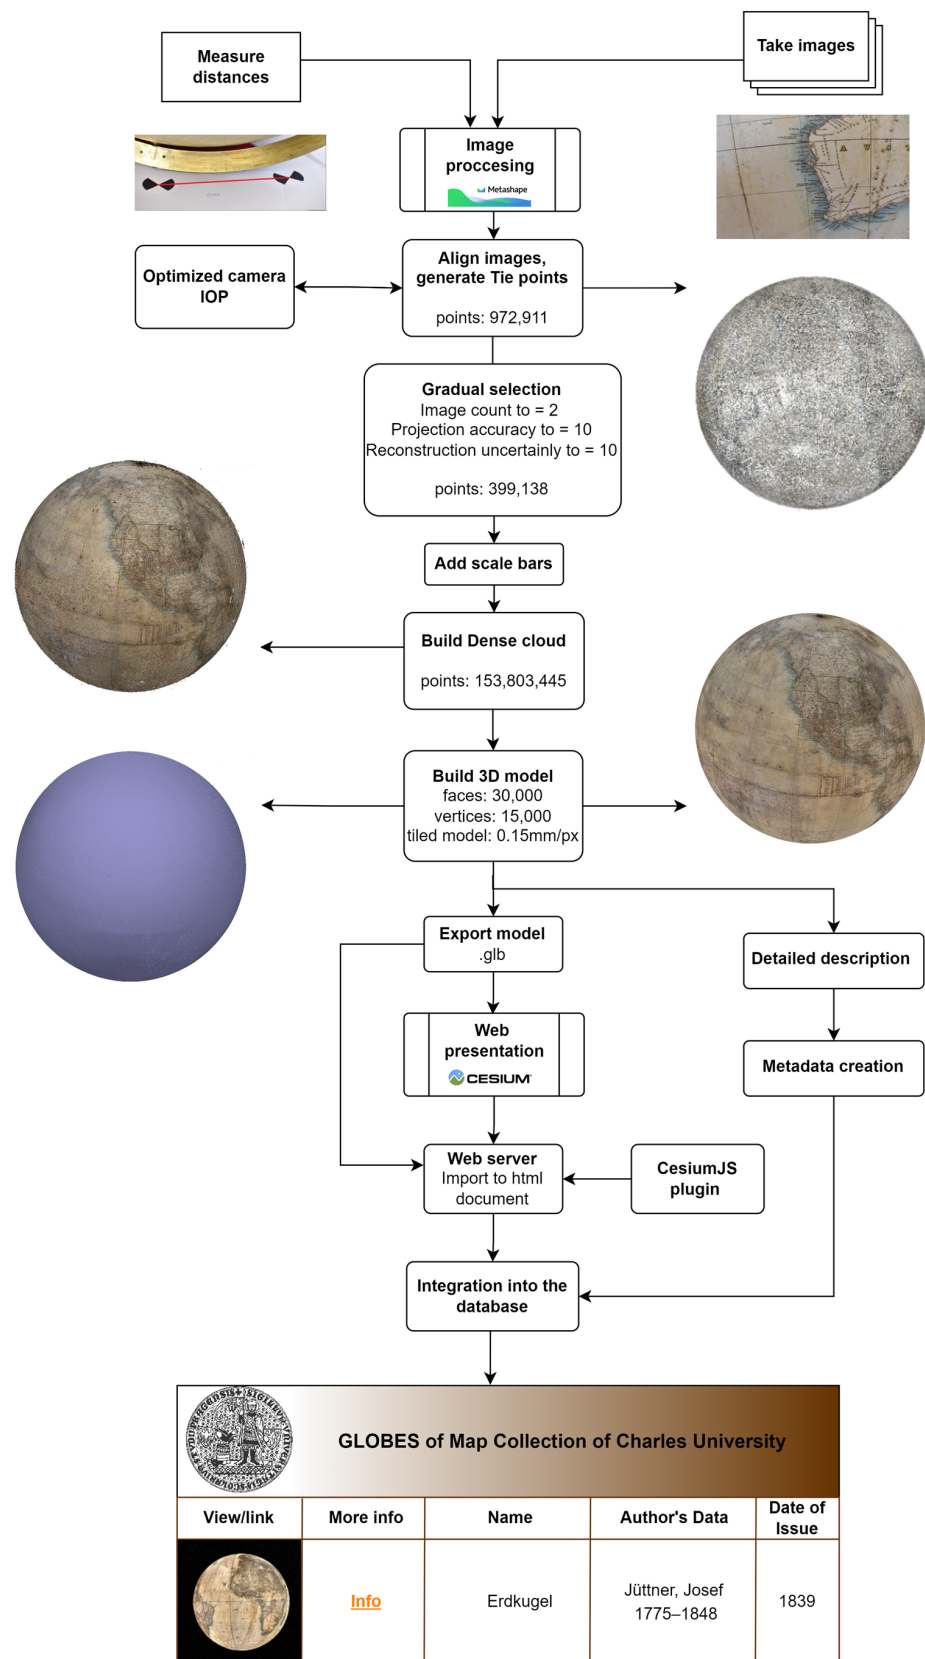 Measure
distances
Take images
Image
proccesing
Metashape
Optimized camera
IOP
Align images,
generate Tie points
points: 972,911
Gradual selection
Image count to = 2
Projection accuracy to = 10
Reconstruction uncertainly to = 10
points: 399,138
Add scale bars
Build Dense cloud
points: 153,803,445
Build 3D model
faces: 30,000
vertices: 15,000
tiled model: 0.15mm/px
Export model
.glb
Detailed description
Web
presentation
CESIUM
Metadata creation
Web server
Import to html
document
CesiumJS
plugin
Integration into the
database
GLOBES of Map Collection of Charles University
View/link
More info
Name
Author's Data
Date of
Issue
Info
Erdkugel
Jüttner, Josef
1775–1848
1839